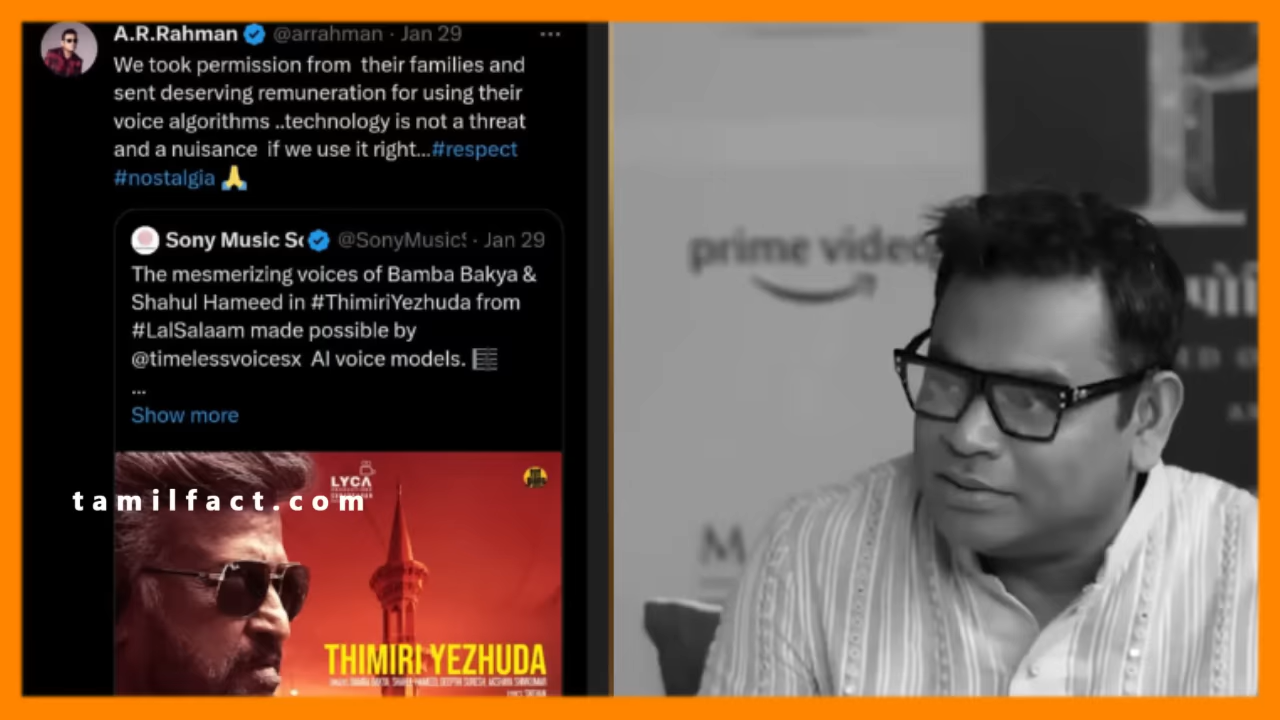 A.R.Rahman @arrahman · Jan 29 ...
We took permission from their families and
sent deserving remuneration for using their
voice algorithms ..technology is not a threat
and a nuisance if we use it right...#respect
#nostalgia 🙏
Sony Music So @SonyMusicS · Jan 29
The mesmerizing voices of Bamba Bakya &
Shahul Hameed in #ThimiriYezhuda from
#LalSalaam made possible by
@timelessvoicesx AI voice models.
...
Show more
LYCA
PRODUCTIONS
tamilfact.com
THIMIRI YEZHUDA
prime video
M